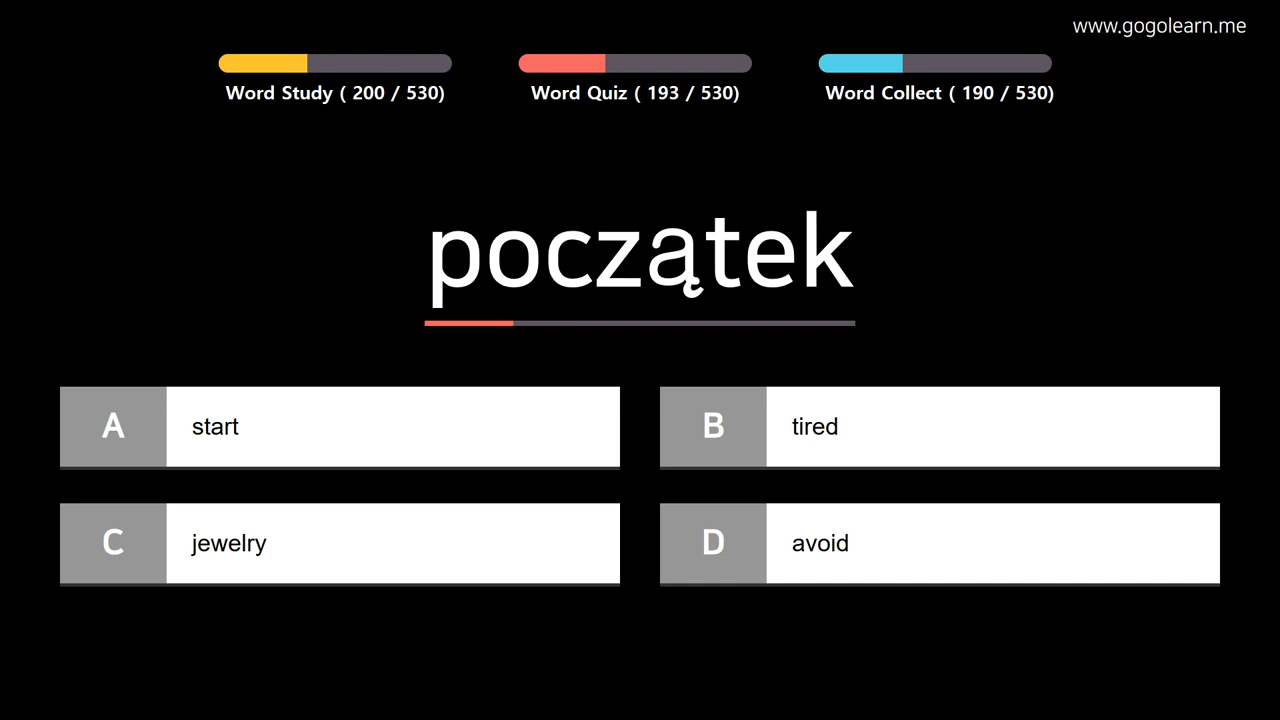 www.gogolearn.me
Word Study ( 200 / 530)
Word Quiz ( 193 / 530)
Word Collect ( 190 / 530)
początek
A start
B tired
C jewelry
D avoid